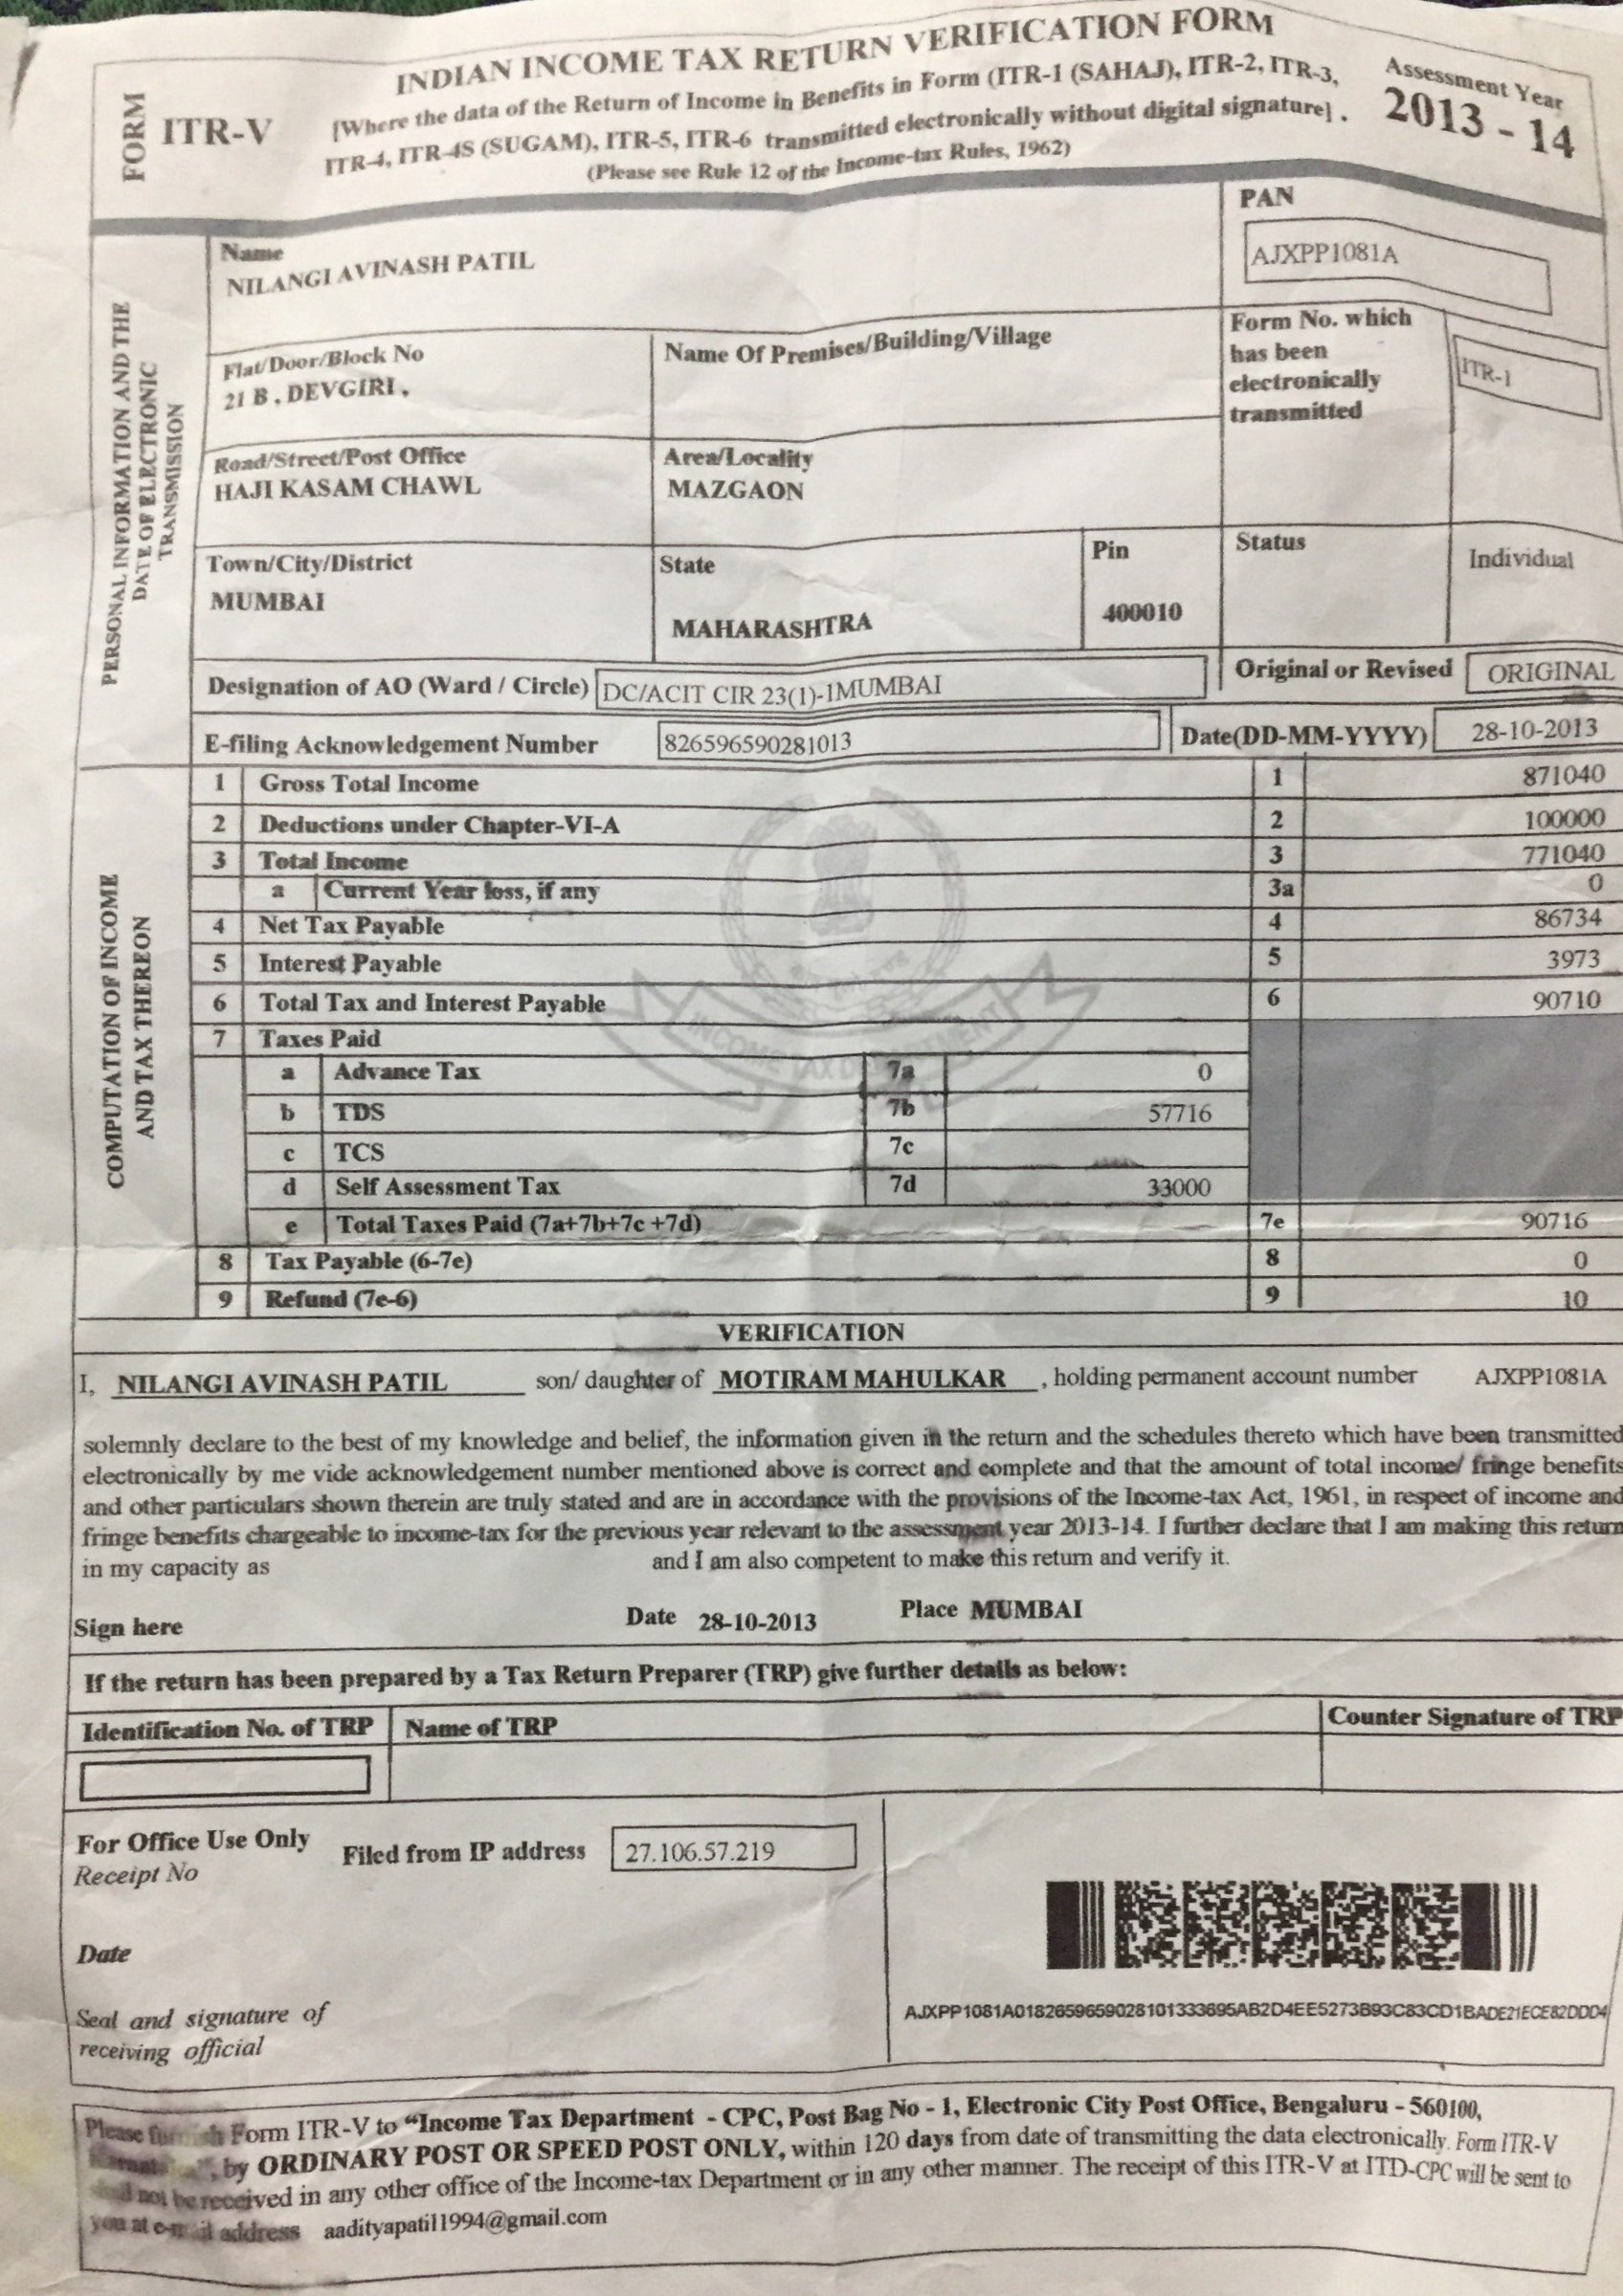 INDIAN INCOME TAX RETURN VERIFICATION FORM
FORM ITR-V
[Where the data of the Return of Income in Benefits in Form (ITR-1 (SAHAJ), ITR-2, ITR-3,
ITR-4, ITR-4S (SUGAM), ITR-5, ITR-6 transmitted electronically without digital signature] .
(Please see Rule 12 of the Income-tax Rules, 1962)
Assessment Year
2013 - 14
PERSONAL INFORMATION AND THE
DATE OF ELECTRONIC
TRANSMISSION
Name
NILANGI AVINASH PATIL
PAN
AJXPP1081A
Flat/Door/Block No
21 B , DEVGIRI ,
Name Of Premises/Building/Village
Form No. which
has been
electronically
transmitted
ITR-1
Road/Street/Post Office
HAJI KASAM CHAWL
Area/Locality
MAZGAON
Town/City/District
MUMBAI
State
MAHARASHTRA
Pin
400010
Status
Individual
Designation of AO (Ward / Circle) DC/ACIT CIR 23(1)-1MUMBAI
Original or Revised ORIGINAL
E-filing Acknowledgement Number 826596590281013
Date(DD-MM-YYYY) 28-10-2013
COMPUTATION OF INCOME
AND TAX THEREON
1 Gross Total Income 1 871040
2 Deductions under Chapter-VI-A 2 100000
3 Total Income 3 771040
a Current Year loss, if any 3a 0
4 Net Tax Payable 4 86734
5 Interest Payable 5 3973
6 Total Tax and Interest Payable 6 90710
7 Taxes Paid
a Advance Tax 7a 0
b TDS 7b 57716
c TCS 7c
d Self Assessment Tax 7d 33000
e Total Taxes Paid (7a+7b+7c +7d) 7e 90716
8 Tax Payable (6-7e) 8 0
9 Refund (7e-6) 9 10
INCOME TAX DEPARTMENT
VERIFICATION
I, NILANGI AVINASH PATIL son/ daughter of MOTIRAM MAHULKAR , holding permanent account number AJXPP1081A
solemnly declare to the best of my knowledge and belief, the information given in the return and the schedules thereto which have been transmitted
electronically by me vide acknowledgement number mentioned above is correct and complete and that the amount of total income/ fringe benefits
and other particulars shown therein are truly stated and are in accordance with the provisions of the Income-tax Act, 1961, in respect of income and
fringe benefits chargeable to income-tax for the previous year relevant to the assessment year 2013-14. I further declare that I am making this return
in my capacity as and I am also competent to make this return and verify it.
Sign here Date 28-10-2013 Place MUMBAI
If the return has been prepared by a Tax Return Preparer (TRP) give further details as below:
Identification No. of TRP Name of TRP Counter Signature of TRP
For Office Use Only
Receipt No
Filed from IP address 27.106.57.219
Date
Seal and signature of
receiving official
AJXPP1081A01826596590281013336​95AB2D4EE5273B93C83CD1BADE21ECE82DDD4
Please furnish Form ITR-V to “Income Tax Department - CPC, Post Bag No - 1, Electronic City Post Office, Bengaluru - 560100,
by ORDINARY POST OR SPEED POST ONLY, within 120 days from date of transmitting the data electronically. Form ITR-V
shall not be received in any other office of the Income-tax Department or in any other manner. The receipt of this ITR-V at ITD-CPC will be sent to
you at e-mail address aadityapatil1994@gmail.com